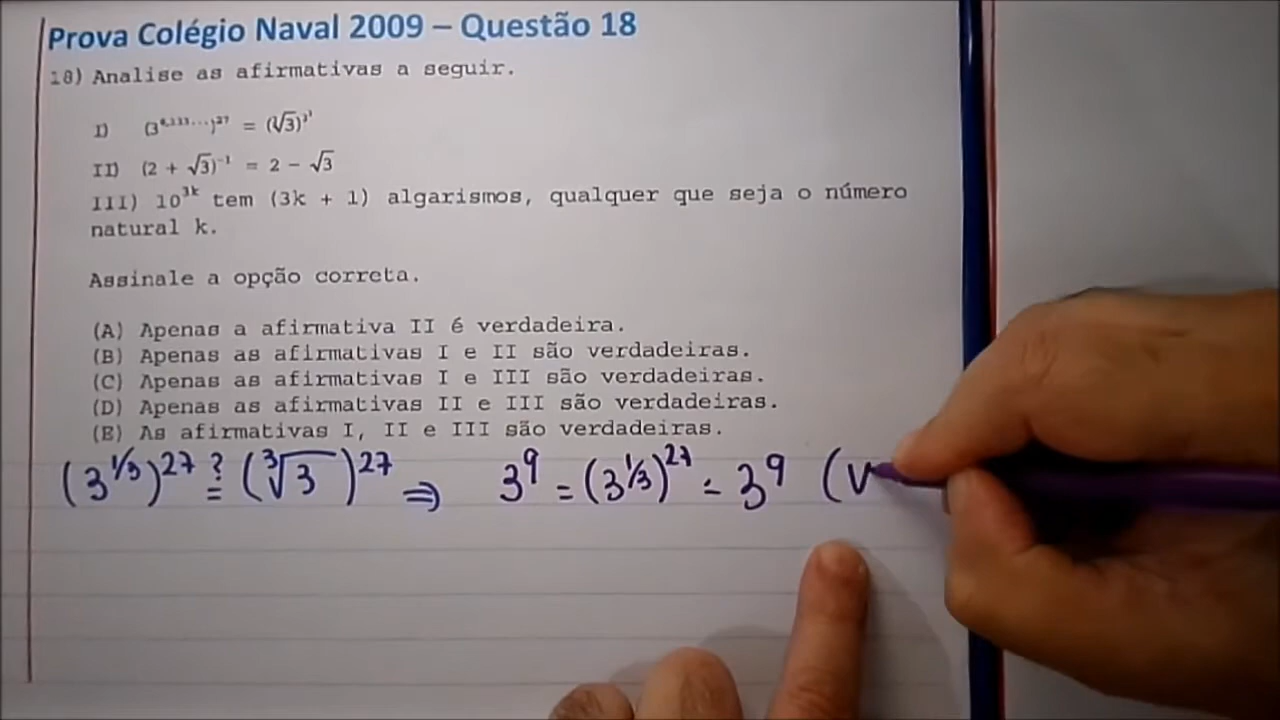 Prova Colégio Naval 2009 – Questão 18
18) Analise as afirmativas a seguir.
I) (3^0,333...)^27 = (∛3)^3^3
II) (2 + √3)^-1 = 2 - √3
III) 10^3k tem (3k + 1) algarismos, qualquer que seja o número
natural k.
Assinale a opção correta.
(A) Apenas a afirmativa II é verdadeira.
(B) Apenas as afirmativas I e II são verdadeiras.
(C) Apenas as afirmativas I e III são verdadeiras.
(D) Apenas as afirmativas II e III são verdadeiras.
(E) As afirmativas I, II e III são verdadeiras.
(3^1/3)^27 ≟ (∛3)^27 ⇒ 3^9 = (3^1/3)^27 = 3^9 (V